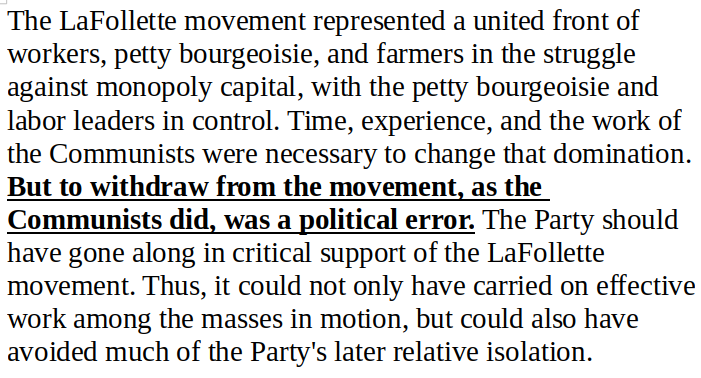 The LaFollette movement represented a united front of
workers, petty bourgeoisie, and farmers in the struggle
against monopoly capital, with the petty bourgeoisie and
labor leaders in control. Time, experience, and the work of
the Communists were necessary to change that domination.
But to withdraw from the movement, as the
Communists did, was a political error. The Party should
have gone along in critical support of the LaFollette
movement. Thus, it could not only have carried on effective
work among the masses in motion, but could also have
avoided much of the Party's later relative isolation.